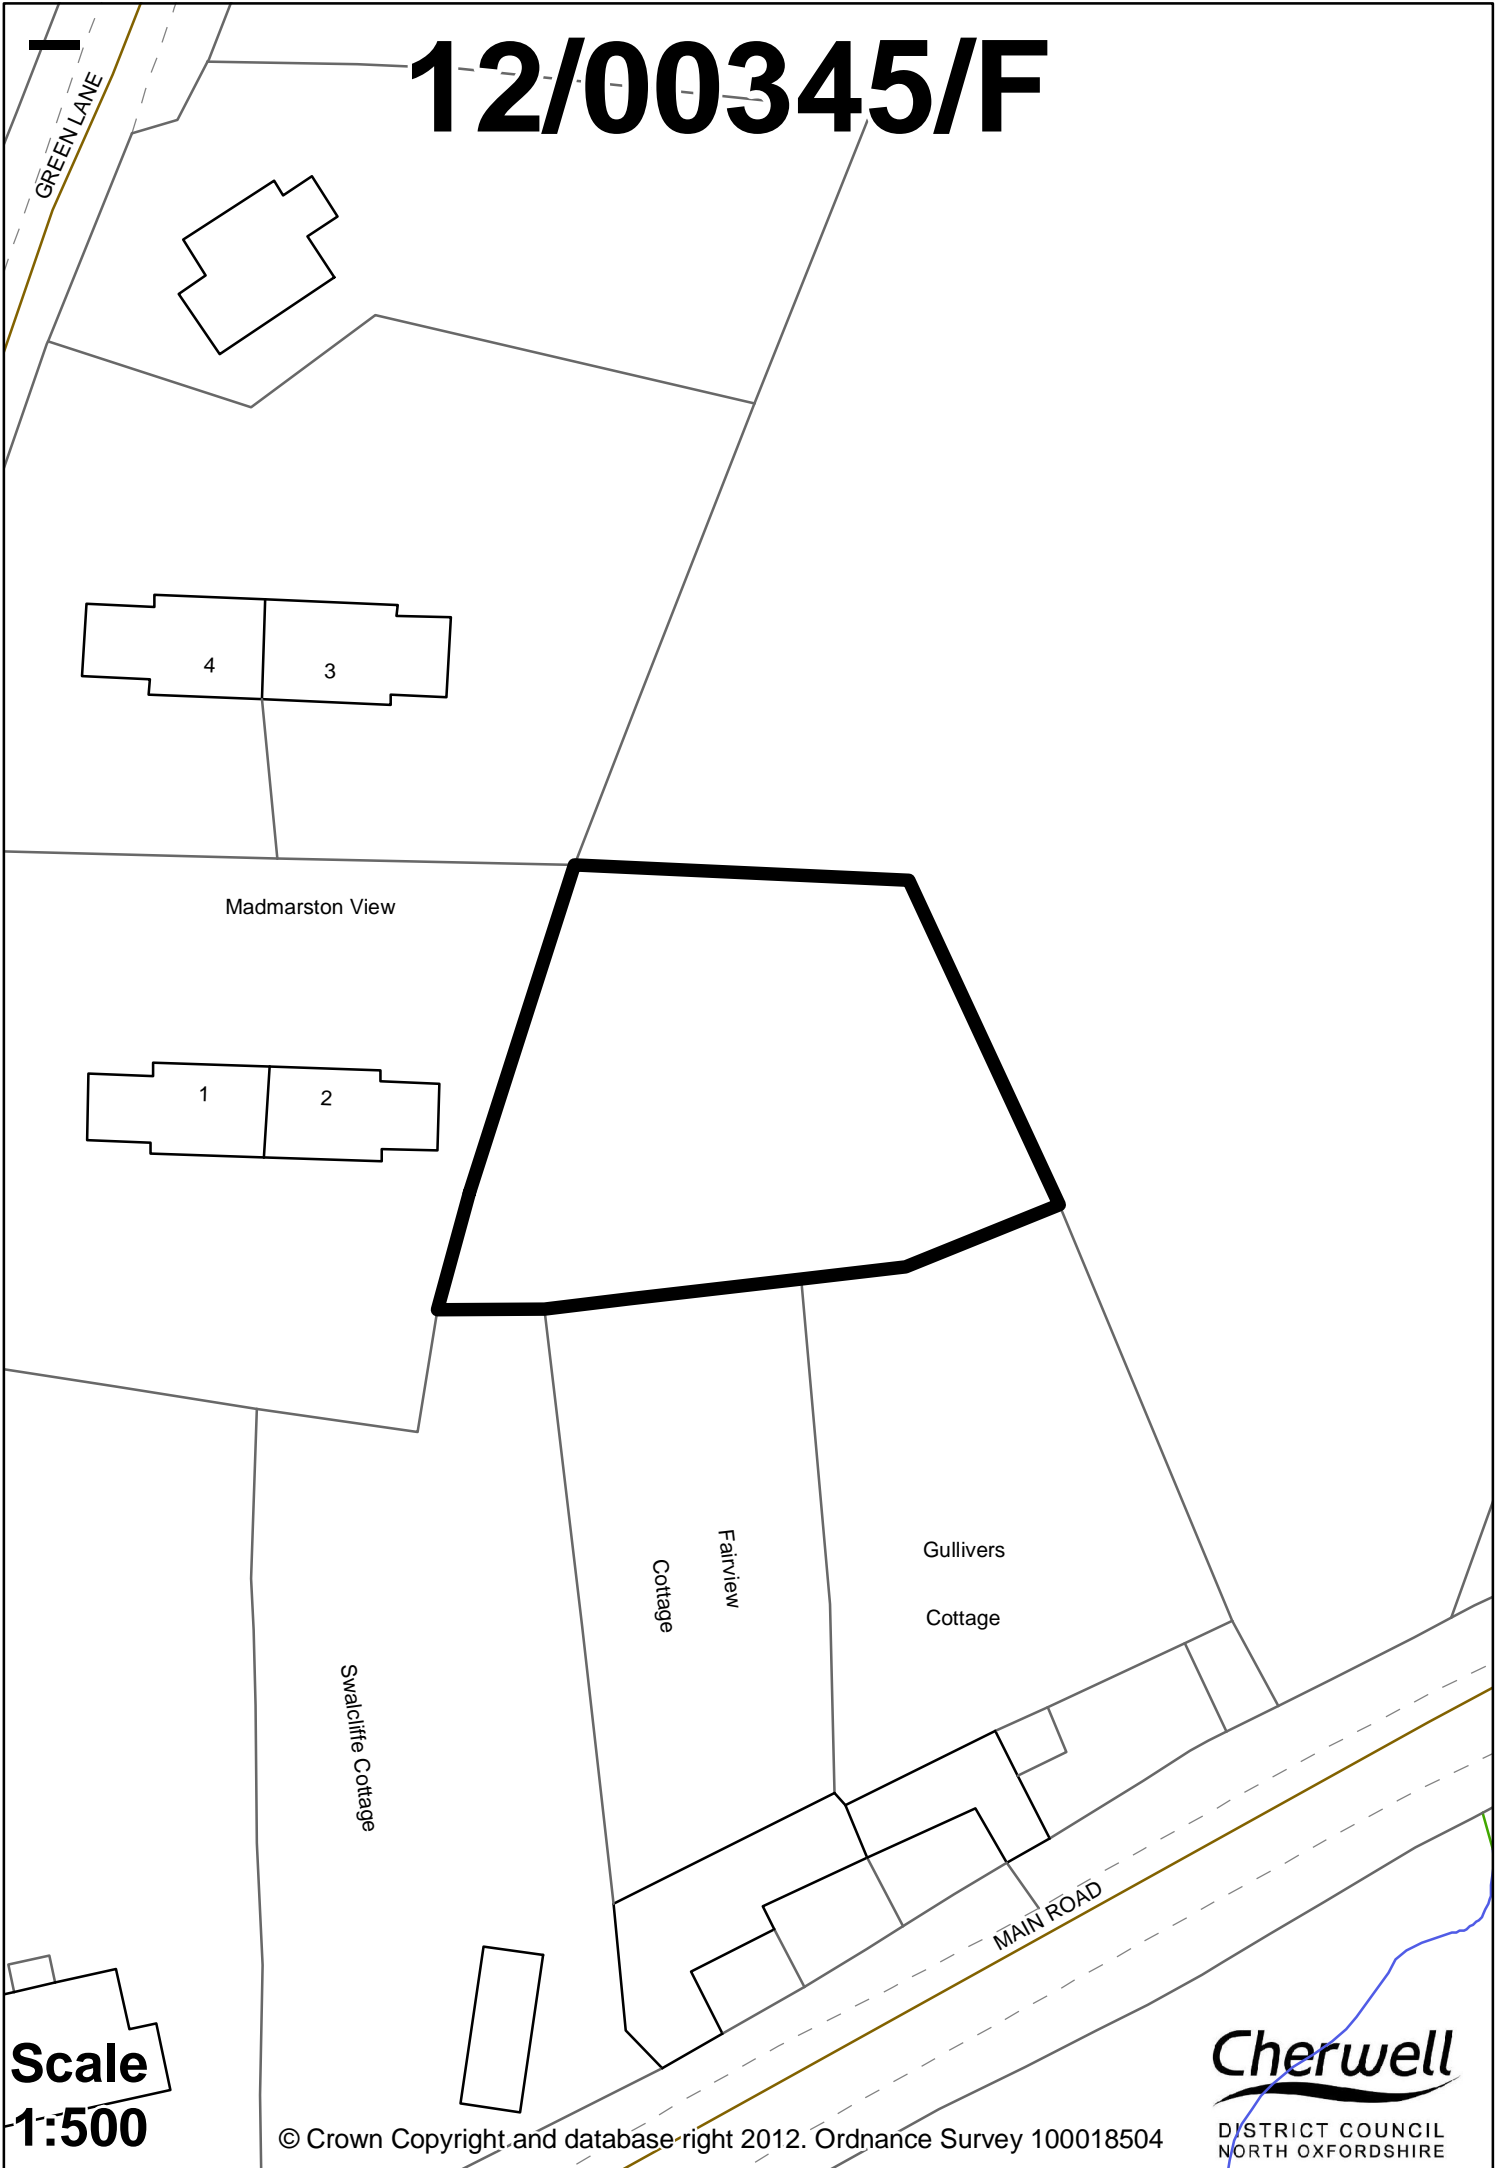 12/00345/F
GREEN LANE
4
3
Madmarston View
1
2
Fairview
Cottage
Gullivers
Cottage
Swalcliffe Cottage
MAIN ROAD
Scale
1:500
© Crown Copyright and database right 2012. Ordnance Survey 100018504
Cherwell
DISTRICT COUNCIL
NORTH OXFORDSHIRE